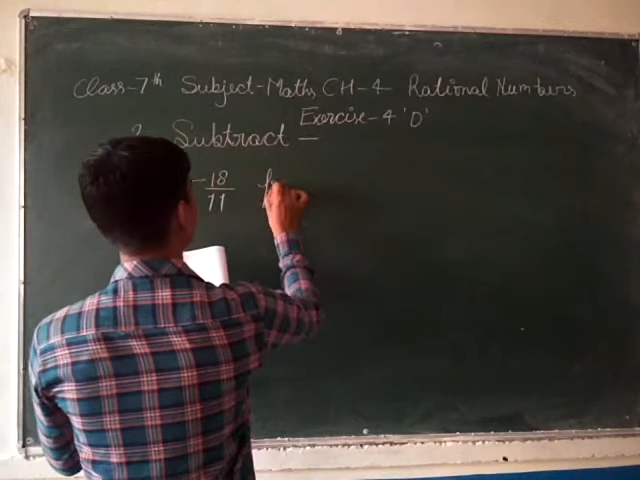 Class-7th Subject-Maths CH-4 Rational Numbers
Exercise-4'D'
Subtract —
-18/11 f